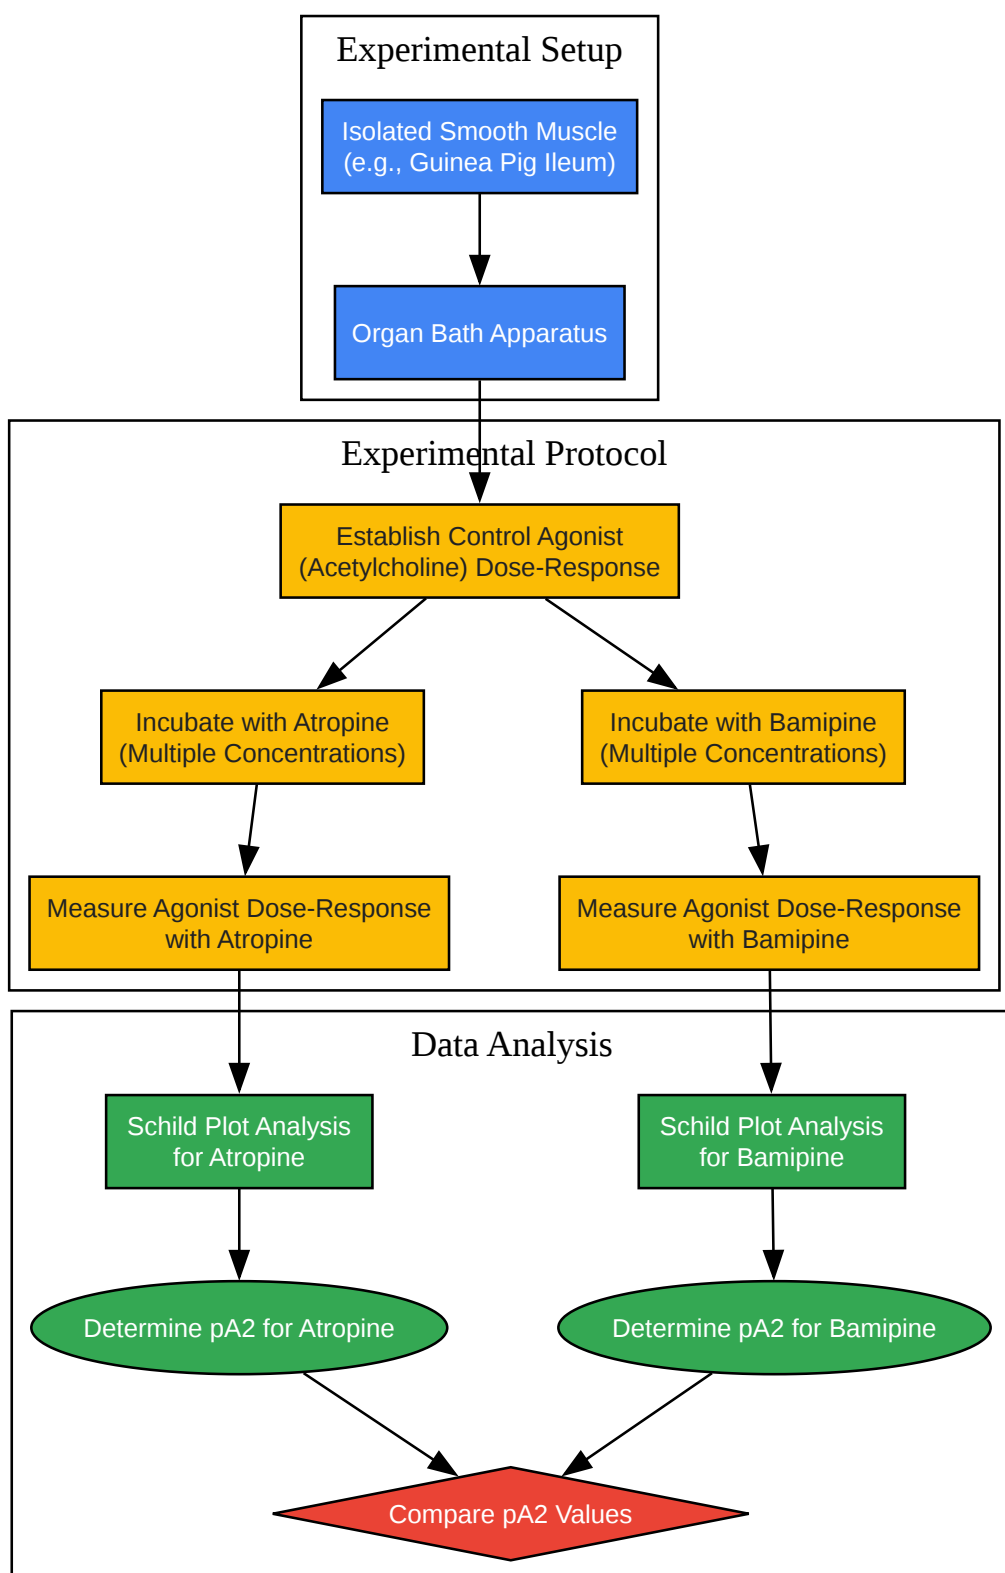 Experimental Setup
Isolated Smooth Muscle
(e.g., Guinea Pig Ileum)
Organ Bath Apparatus
Experimental Protocol
Establish Control Agonist
(Acetylcholine) Dose-Response
Incubate with Atropine
(Multiple Concentrations)
Incubate with Bamipine
(Multiple Concentrations)
Measure Agonist Dose-Response
with Atropine
Measure Agonist Dose-Response
with Bamipine
Data Analysis
Schild Plot Analysis
for Atropine
Schild Plot Analysis
for Bamipine
Determine pA2 for Atropine
Determine pA2 for Bamipine
Compare pA2 Values